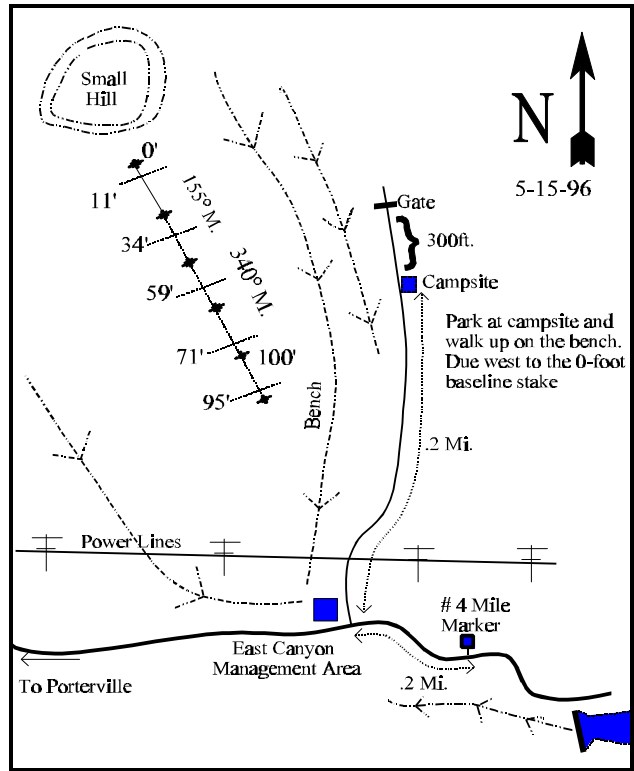 Small
Hill
N
5-15-96
0'
11'
155° M.
34'
340° M.
59'
71'
100'
95'
Gate
300ft.
Campsite
Park at campsite and
walk up on the bench.
Due west to the 0-foot
baseline stake
Bench
.2 Mi.
Power Lines
# 4 Mile
Marker
East Canyon
Management Area
To Porterville
.2 Mi.